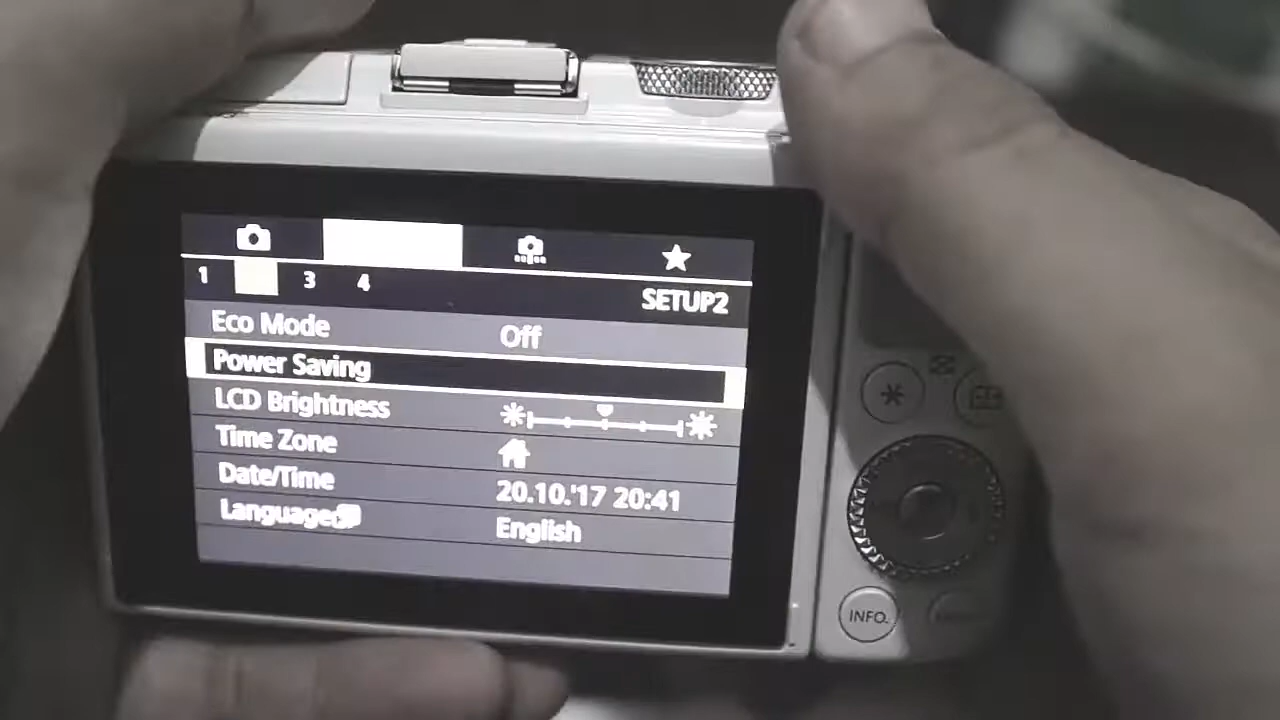 1 3 4
SETUP2
Eco Mode Off
Power Saving
LCD Brightness
Time Zone
Date/Time 20.10.'17 20:41
Language English
INFO.